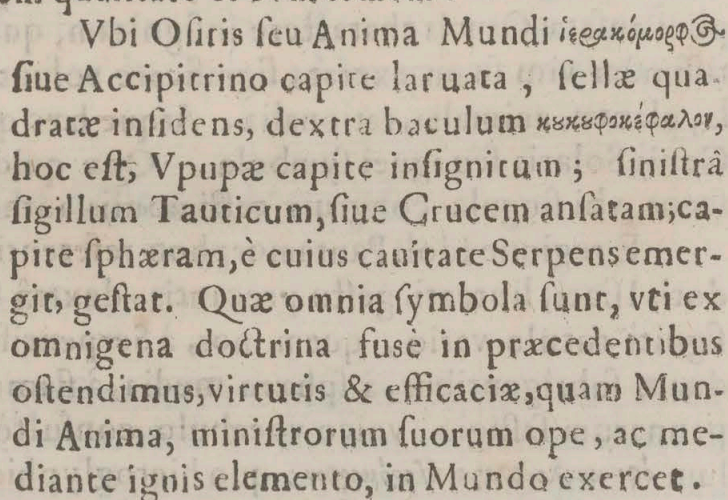 Vbi Oſiris ſeu Anima Mundi ἱερακόμορφος
ſiue Accipitrino capite laruata, ſellæ qua-
dratæ inſidens, dextra baculum κυκυφοκέφαλον,
hoc eſt, Vpupæ capite inſignitum; ſiniſtrâ
ſigillum Tauticum, ſiue Crucem anſatam; ca-
pite ſphæram, è cuius cauitate Serpens emer-
git, geſtat. Quæ omnia ſymbola ſunt, vti ex
omnigena doctrina fusè in præcedentibus
oſtendimus, virtutis & efficaciæ, quam Mun-
di Anima, miniſtrorum ſuorum ope, ac me-
diante ignis elemento, in Mundo exercet.